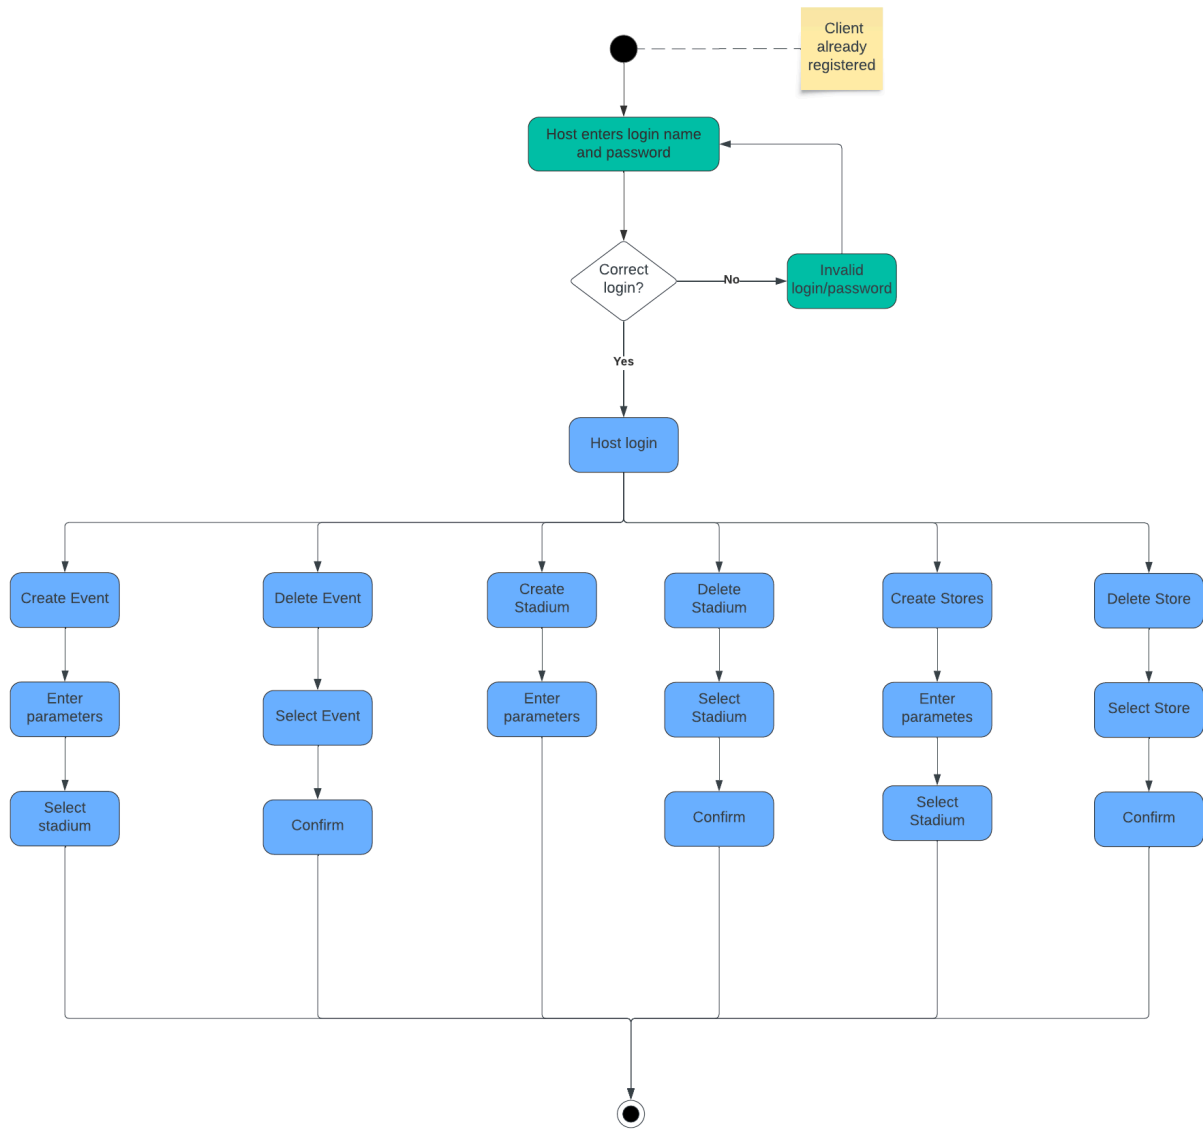 Client
already
registered
Host enters login name
and password
Correct
login?
No
Invalid
login/password
Yes
Host login
Create Event
Delete Event
Create
Stadium
Delete
Stadium
Create Stores
Delete Store
Enter
parameters
Select Event
Enter
parameters
Select
Stadium
Enter
parametes
Select Store
Select
stadium
Confirm
Confirm
Select
Stadium
Confirm